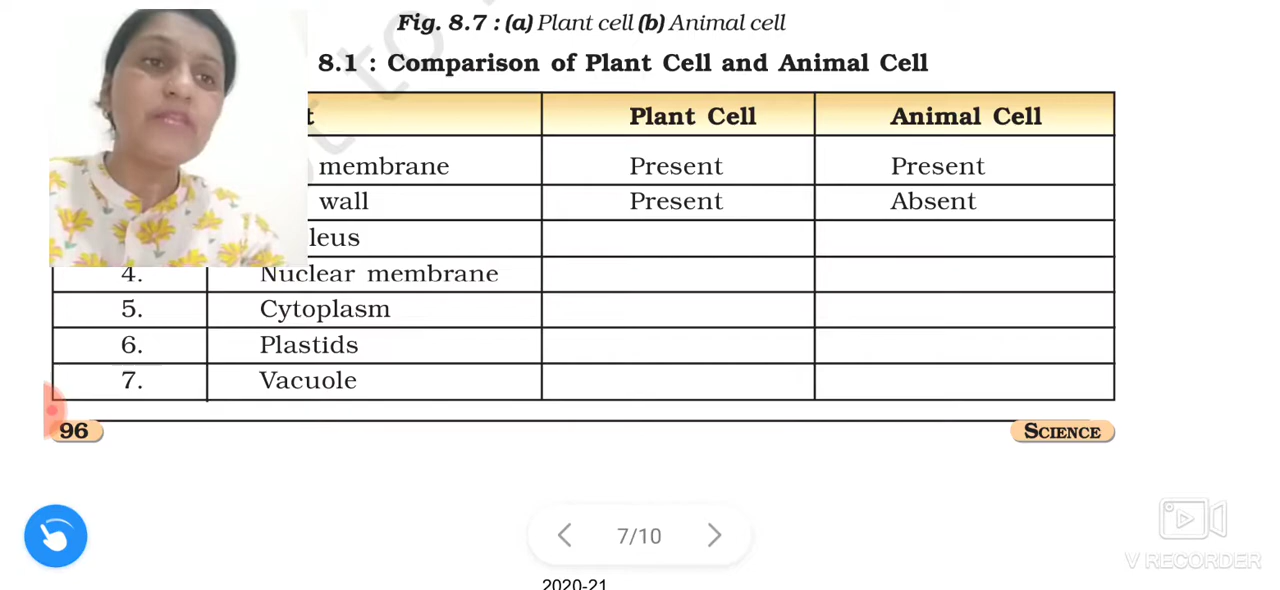 Fig. 8.7 : (a) Plant cell (b) Animal cell
8.1 : Comparison of Plant Cell and Animal Cell
t Plant Cell Animal Cell
membrane Present Present
wall Present Absent
leus
4. Nuclear membrane
5. Cytoplasm
6. Plastids
7. Vacuole
96 SCIENCE
7/10
V RECORDER
2020-21